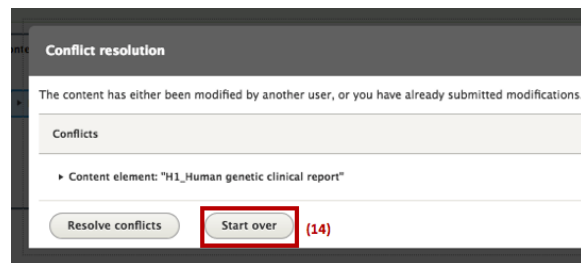 Conflict resolution
The content has either been modified by another user, or you have already submitted modifications.
Conflicts
▸ Content element: "H1_Human genetic clinical report"
Resolve conflicts Start over (14)